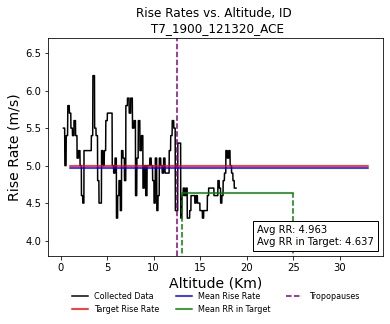 Rise Rates vs. Altitude, ID
T7_1900_121320_ACE
Rise Rate (m/s)
6.5
6.0
5.5
5.0
4.5
4.0
Avg RR: 4.963
Avg RR in Target: 4.637
0 5 10 15 20 25 30
Altitude (Km)
Collected Data Mean Rise Rate Tropopauses
Target Rise Rate Mean RR in Target